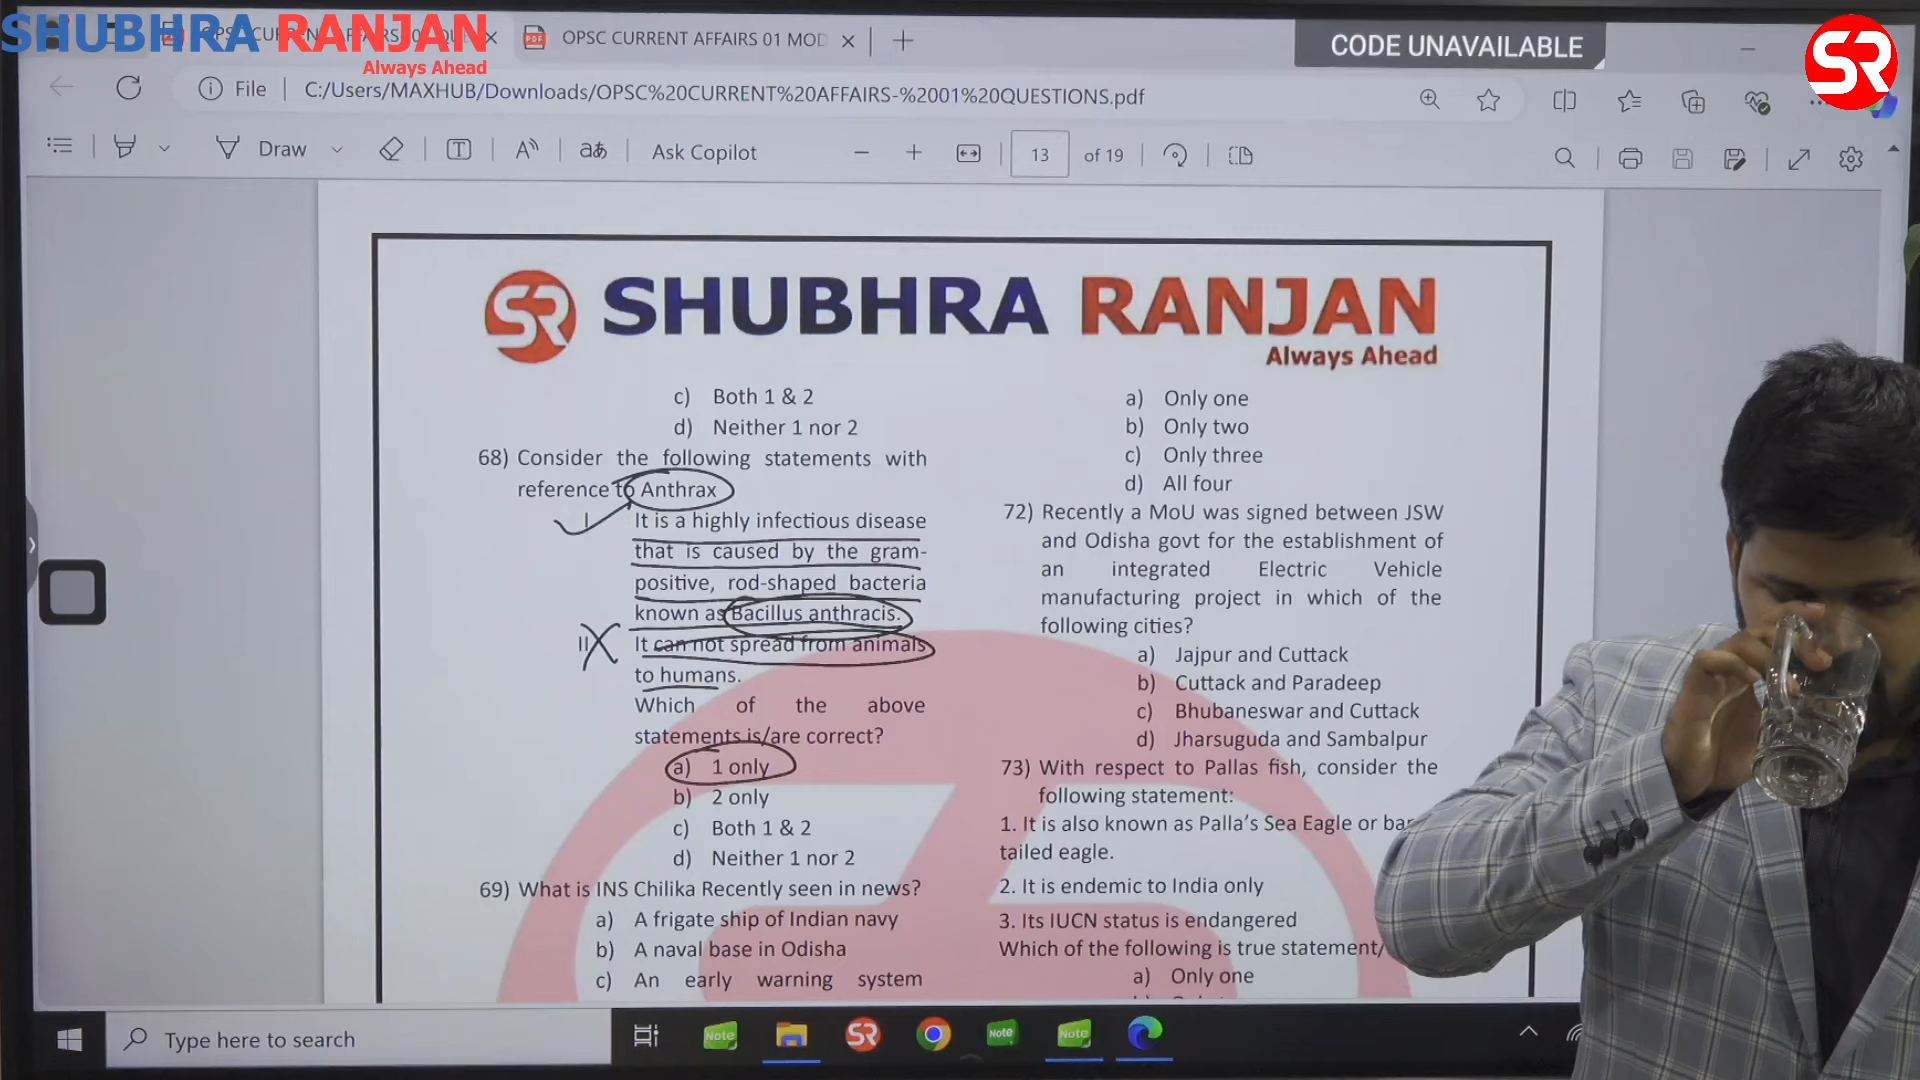 SHUBHRA RANJAN
Always Ahead
OPSC CURRENT AFFAIRS 01 MOD
CODE UNAVAILABLE
SR
File
C:/Users/MAXHUB/Downloads/OPSC%20CURRENT%20AFFAIRS-%2001%20QUESTIONS.pdf
Draw
Ask Copilot
13 of 19
SR SHUBHRA RANJAN
Always Ahead
c) Both 1 & 2
d) Neither 1 nor 2
68) Consider the following statements with
reference to Anthrax
I It is a highly infectious disease
that is caused by the gram-
positive, rod-shaped bacteria
known as Bacillus anthracis.
II It can not spread from animals
to humans.
Which of the above
statements is/are correct?
a) 1 only
b) 2 only
c) Both 1 & 2
d) Neither 1 nor 2
69) What is INS Chilika Recently seen in news?
a) A frigate ship of Indian navy
b) A naval base in Odisha
c) An early warning system
a) Only one
b) Only two
c) Only three
d) All four
72) Recently a MoU was signed between JSW
and Odisha govt for the establishment of
an integrated Electric Vehicle
manufacturing project in which of the
following cities?
a) Jajpur and Cuttack
b) Cuttack and Paradeep
c) Bhubaneswar and Cuttack
d) Jharsuguda and Sambalpur
73) With respect to Pallas fish, consider the
following statement:
1. It is also known as Palla's Sea Eagle or
tailed eagle.
2. It is endemic to India only
3. Its IUCN status is endangered
Which of the following is true statement/
a) Only one
Type here to search
Note
SR
Note
Note